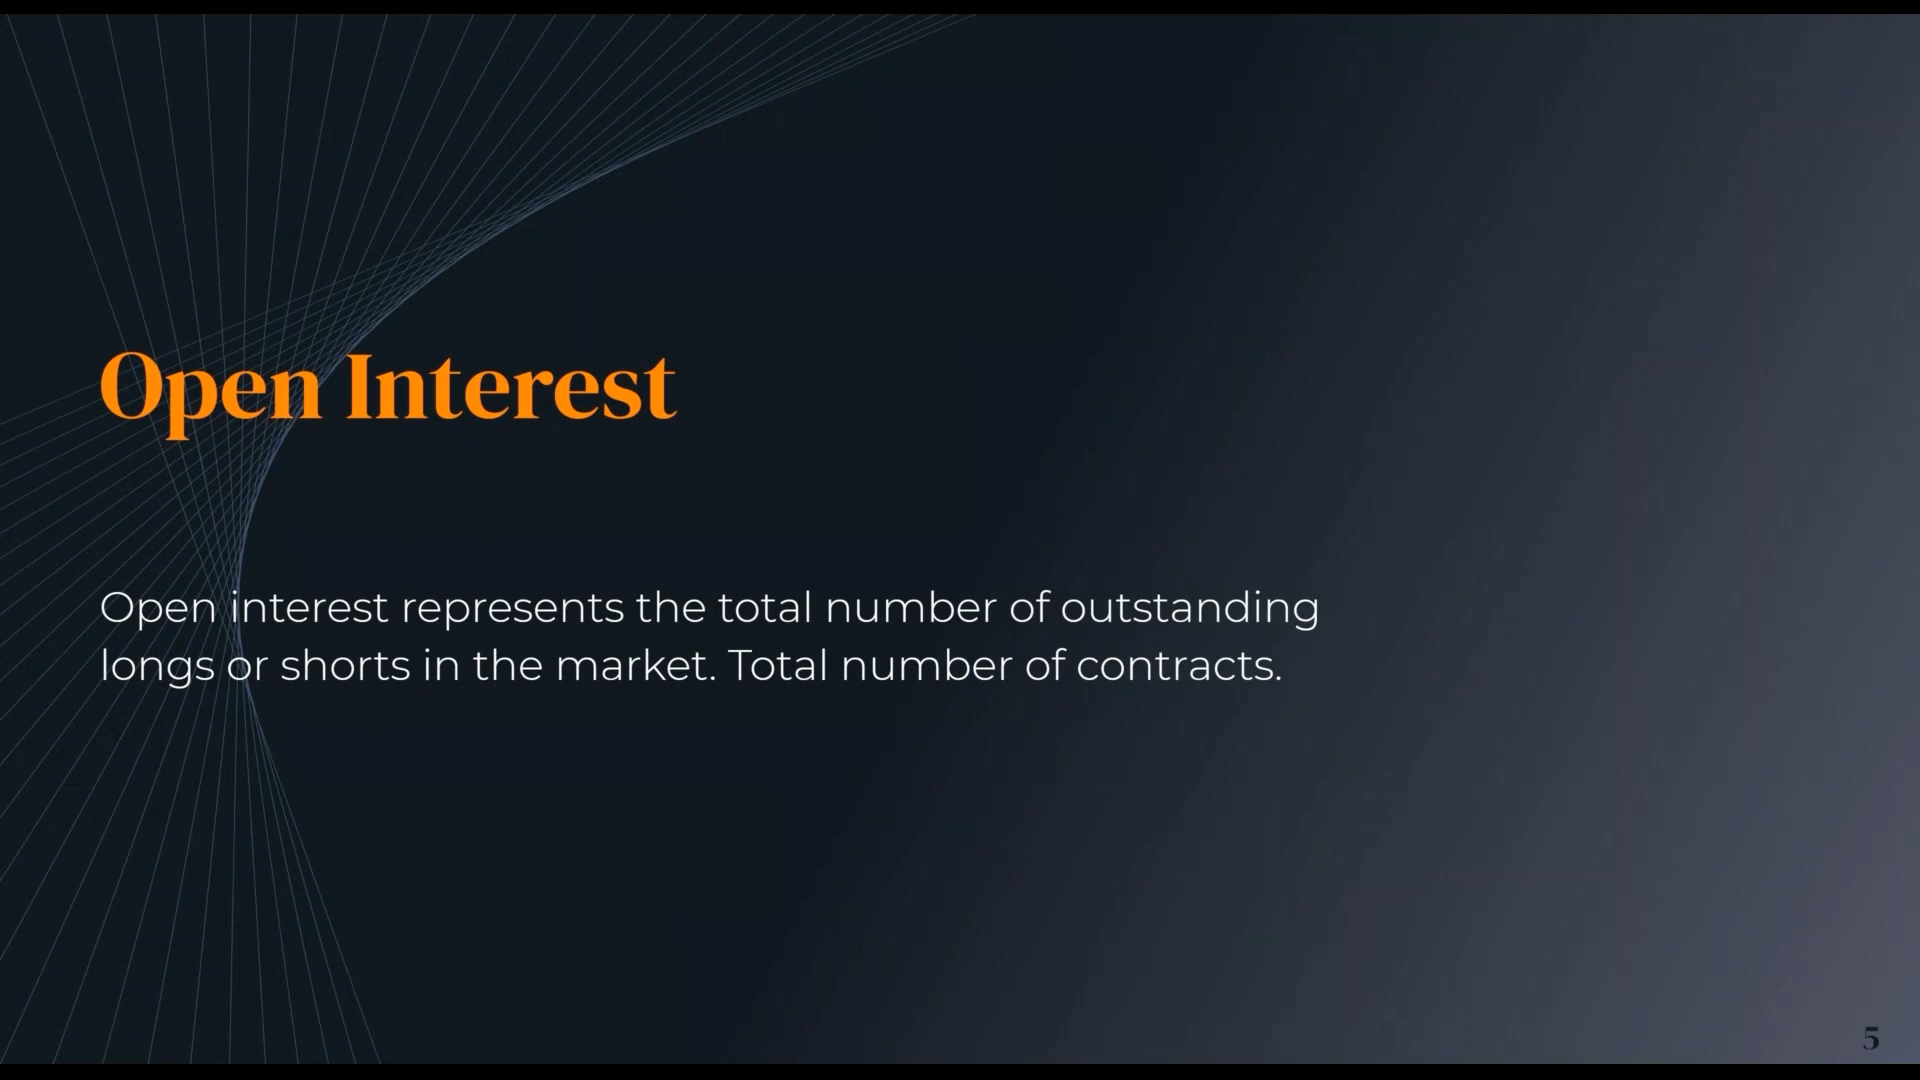 Open Interest
Open interest represents the total number of outstanding
longs or shorts in the market. Total number of contracts.
5